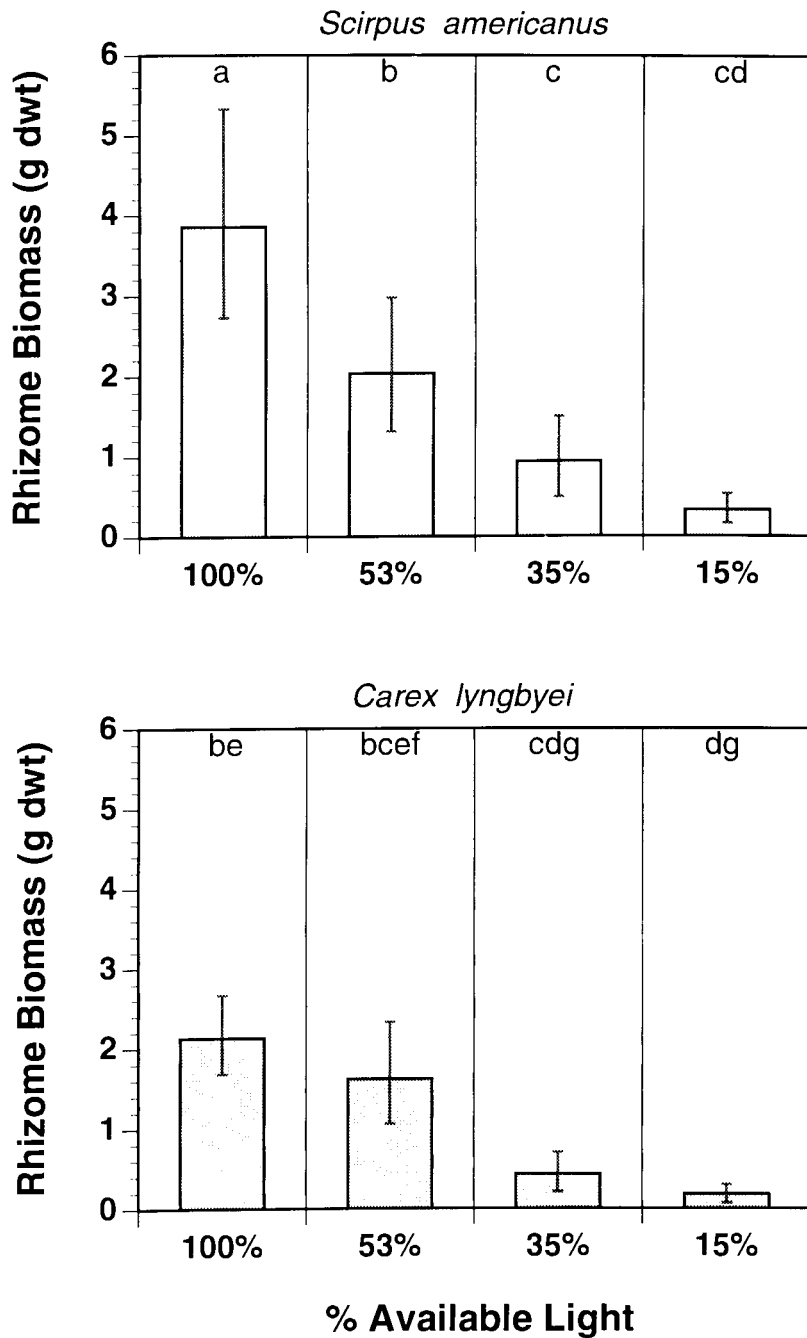 Scirpus americanus
a b c cd
Rhizome Biomass (g dwt)
6
5
4
3
2
1
0
100% 53% 35% 15%
Carex lyngbyei
be bcef cdg dg
Rhizome Biomass (g dwt)
6
5
4
3
2
1
0
100% 53% 35% 15%
% Available Light